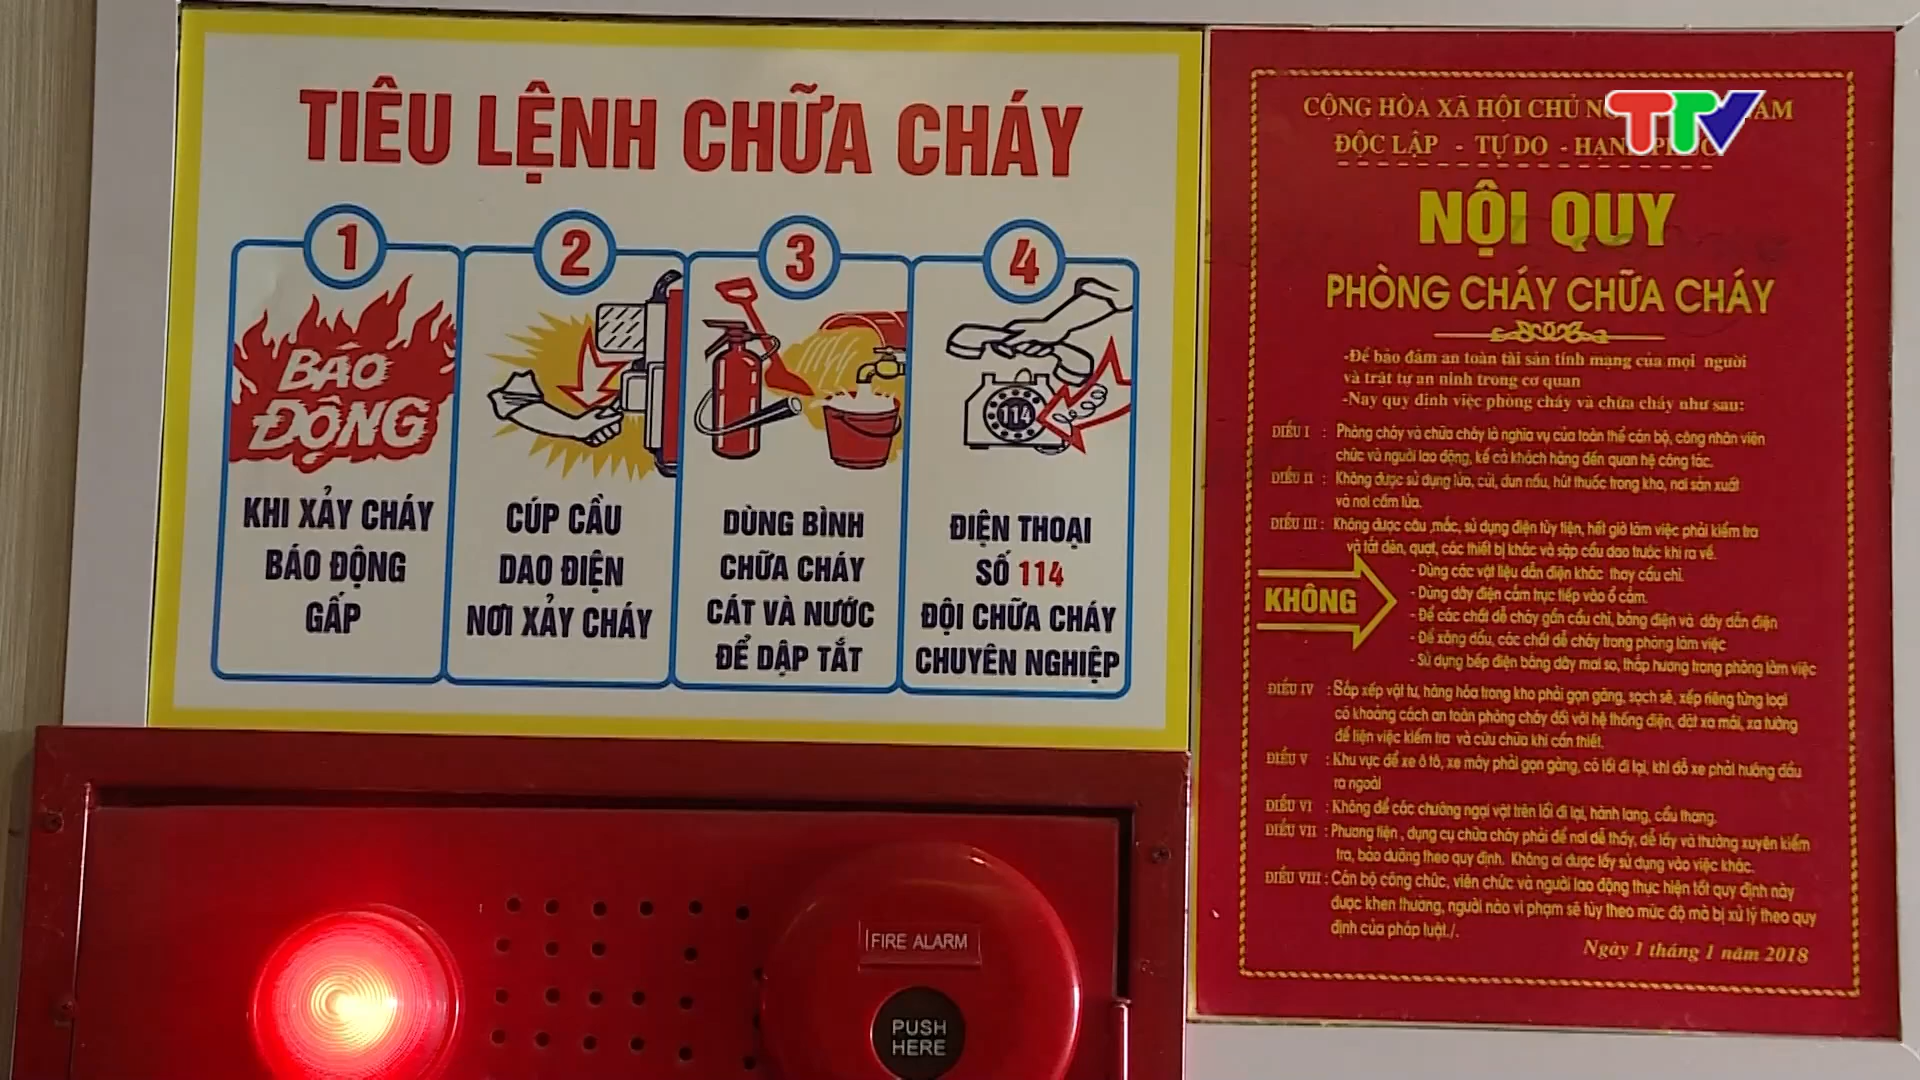 TIÊU LỆNH CHỮA CHÁY
1
BÁO
ĐỘNG
KHI XẢY CHÁY
BÁO ĐỘNG
GẤP
2
CÚP CẦU
DAO ĐIỆN
NƠI XẢY CHÁY
3
DÙNG BÌNH
CHỮA CHÁY
CÁT VÀ NƯỚC
ĐỂ DẬP TẮT
4
114
ĐIỆN THOẠI
SỐ 114
ĐỘI CHỮA CHÁY
CHUYÊN NGHIỆP
TTV
CỘNG HÒA XÃ HỘI CHỦ
ĐỘC LẬP - TỰ DO -
NỘI QUY
PHÒNG CHÁY CHỮA CHÁY
-Để bảo đảm an toàn tài sản tính mạng của mọi người
và trật tự an ninh trong cơ quan
-Nay quy định việc phòng cháy và chữa cháy như sau:
ĐIỀU I : Phòng cháy và chữa cháy là nghĩa vụ của toàn thể cán bộ, công nhân viên
chức và người lao động, kể cả khách hàng đến quan hệ công tác.
ĐIỀU II : Không được sử dụng lửa, củi, đun nấu, hút thuốc trong kho, nơi sản xuất
và nơi cấm lửa.
ĐIỀU III : Không được câu ,mắc, sử dụng điện tùy tiện, hết giờ làm việc phải kiểm tra
và tắt đèn, quạt, các thiết bị khác và sập cầu dao trước khi ra về.
KHÔNG
- Dùng các vật liệu dẫn điện khác thay cầu chì.
- Dùng dây điện cắm trực tiếp vào ổ cắm.
- Để các chất dễ cháy gần cầu chì, bảng điện và dây dẫn điện
- Để xăng dầu, các chất dễ cháy trong phòng làm việc
- Sử dụng bếp điện bằng dây mai so, thắp hương trong phòng làm việc
ĐIỀU IV : Sắp xếp vật tư, hàng hóa trong kho phải gọn gàng, sạch sẽ, xếp riêng từng loại
có khoảng cách an toàn phòng cháy đối với hệ thống điện, đặt xa mái, xa tường
để tiện việc kiểm tra và cứu chữa khi cần thiết.
ĐIỀU V : Khu vực để xe ô tô, xe máy phải gọn gàng, có lối đi lại, khi đỗ xe phải hướng đầu
ra ngoài
ĐIỀU VI : Không để các chướng ngại vật trên lối đi lại, hành lang, cầu thang.
ĐIỀU VII : Phương tiện , dụng cụ chữa cháy phải để nơi dễ thấy, dễ lấy và thường xuyên kiểm
tra, bảo dưỡng theo quy định. Không ai được lấy sử dụng vào việc khác.
ĐIỀU VIII : Cán bộ công chức, viên chức và người lao động thực hiện tốt quy định này
được khen thưởng, người nào vi phạm sẽ tùy theo mức độ mà bị xử lý theo quy
định của pháp luật./.
Ngày 1 tháng 1 năm 2018
FIRE ALARM
PUSH
HERE